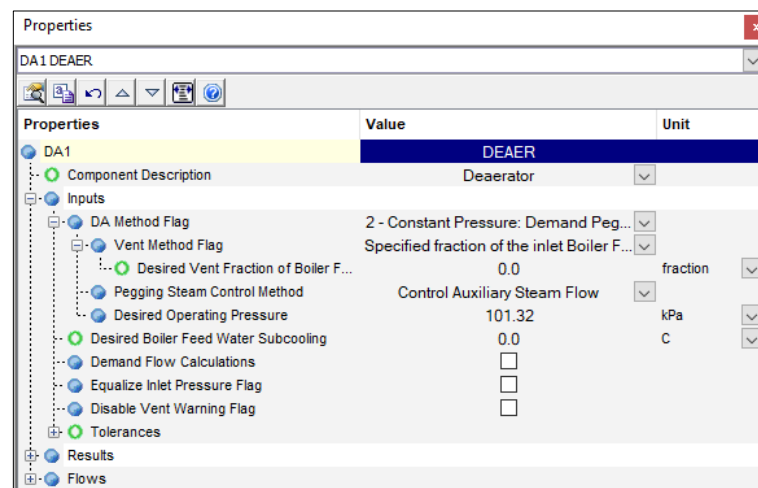 Properties
x
DA1 DEAER
Properties Value Unit
DA1 DEAER
Component Description Deaerator
Inputs
DA Method Flag 2 - Constant Pressure: Demand Peg...
Vent Method Flag Specified fraction of the inlet Boiler F...
Desired Vent Fraction of Boiler F... 0.0 fraction
Pegging Steam Control Method Control Auxiliary Steam Flow
Desired Operating Pressure 101.32 kPa
Desired Boiler Feed Water Subcooling 0.0 C
Demand Flow Calculations
Equalize Inlet Pressure Flag
Disable Vent Warning Flag
Tolerances
Results
Flows